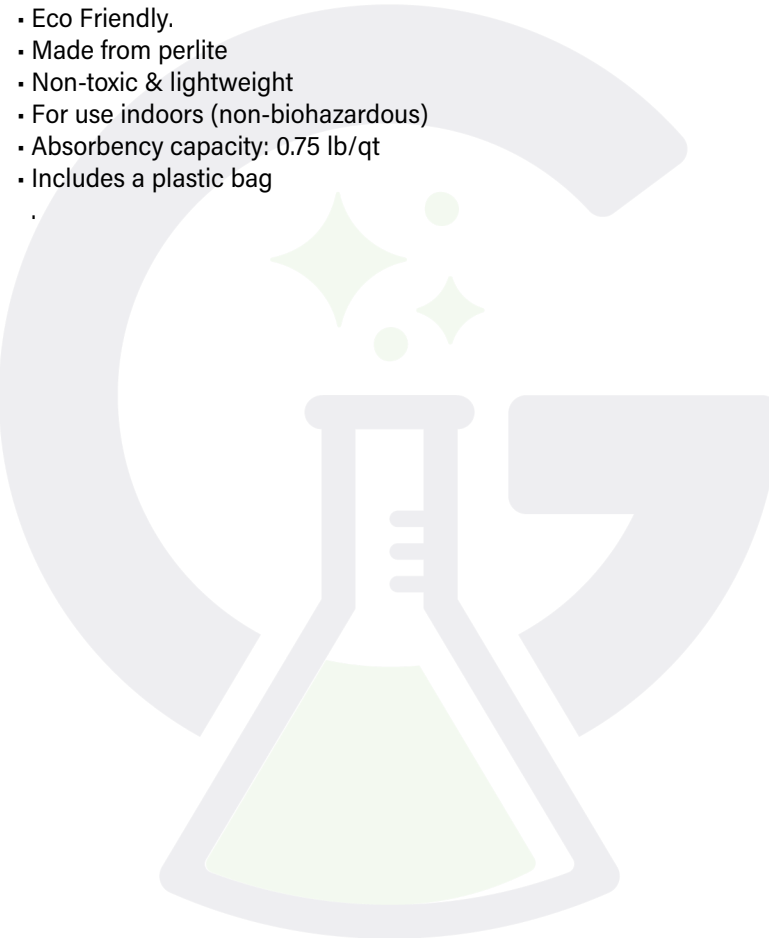 ▪ Eco Friendly.
▪ Made from perlite
▪ Non-toxic & lightweight
▪ For use indoors (non-biohazardous)
▪ Absorbency capacity: 0.75 lb/qt
▪ Includes a plastic bag
.